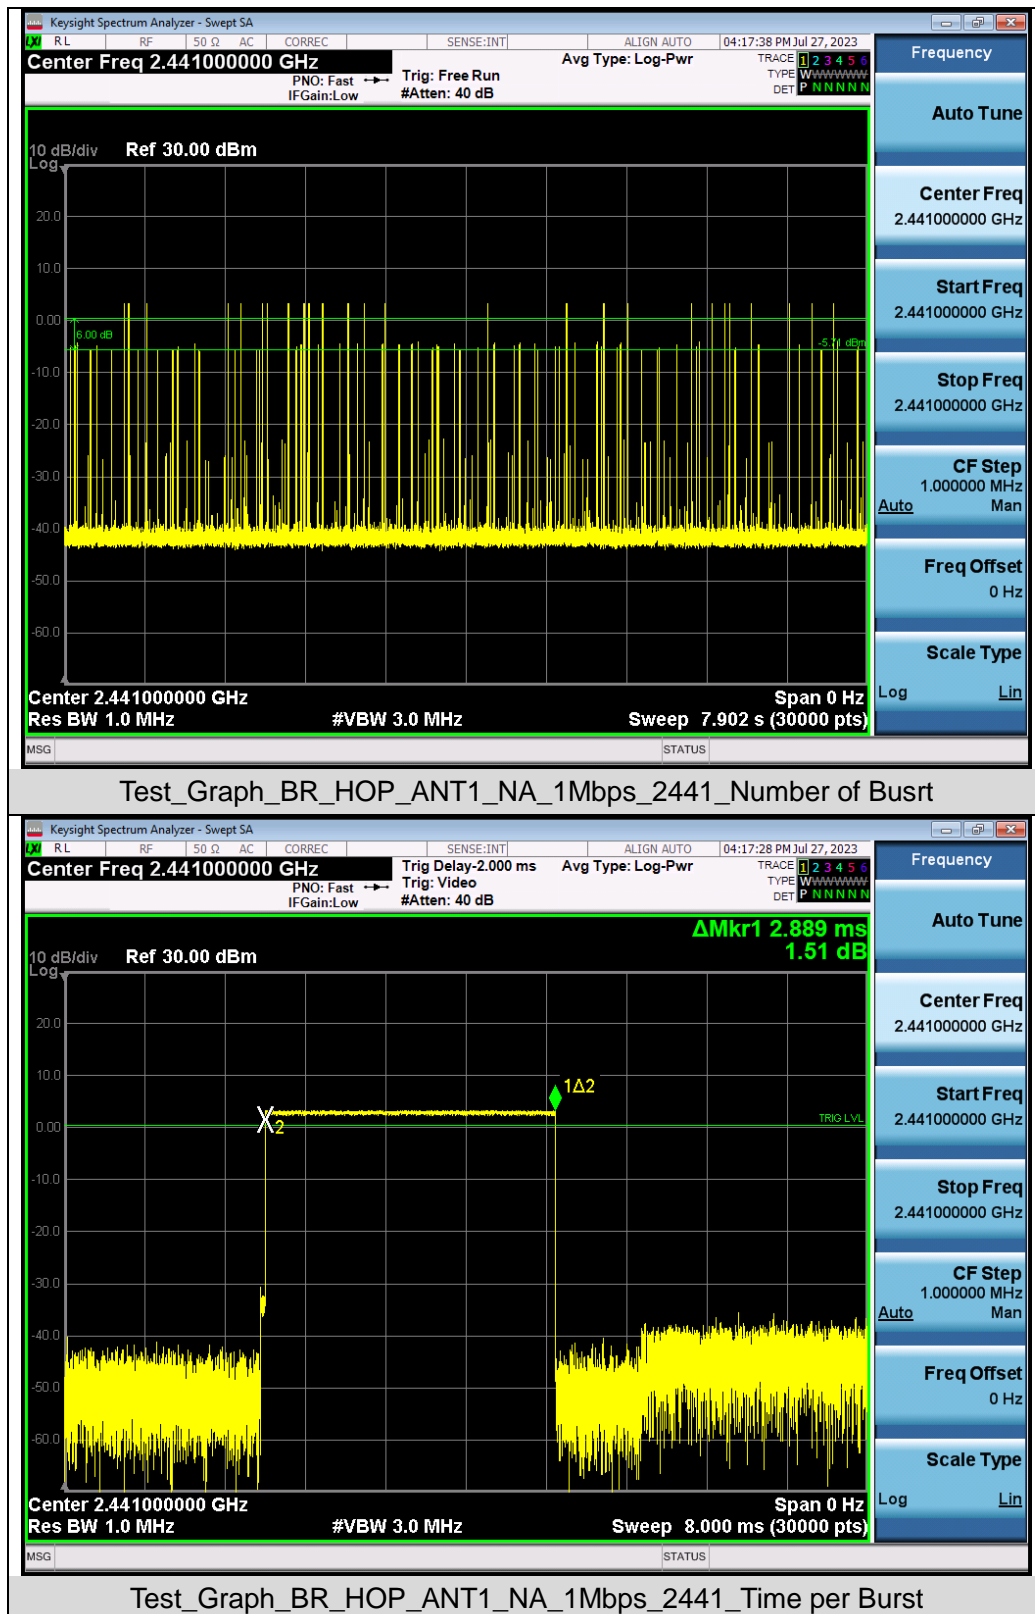 Keysight Spectrum Analyzer - Swept SA
LXI RL RF 50 Ω AC CORREC SENSE:INT ALIGN AUTO 04:17:38 PM Jul 27, 2023
Center Freq 2.441000000 GHz
PNO: Fast
IFGain:Low
Trig: Free Run
#Atten: 40 dB
Avg Type: Log-Pwr
TRACE 1 2 3 4 5 6
TYPE W W W W W W
DET P N N N N N
Frequency
Auto Tune
10 dB/div Ref 30.00 dBm
Log
20.0
10.0
0.00
6.00 dB
-5.71 dBm
-10.0
-20.0
-30.0
-40.0
-50.0
-60.0
Center 2.441000000 GHz Span 0 Hz
Res BW 1.0 MHz #VBW 3.0 MHz Sweep 7.902 s (30000 pts)
Center Freq
2.441000000 GHz
Start Freq
2.441000000 GHz
Stop Freq
2.441000000 GHz
CF Step
1.000000 MHz
Auto Man
Freq Offset
0 Hz
Scale Type
Log Lin
MSG STATUS
Test_Graph_BR_HOP_ANT1_NA_1Mbps_2441_Number of Busrt
Keysight Spectrum Analyzer - Swept SA
LXI RL RF 50 Ω AC CORREC SENSE:INT ALIGN AUTO 04:17:28 PM Jul 27, 2023
Center Freq 2.441000000 GHz
PNO: Fast
IFGain:Low
Trig Delay-2.000 ms
Trig: Video
#Atten: 40 dB
Avg Type: Log-Pwr
TRACE 1 2 3 4 5 6
TYPE W W W W W W
DET P N N N N N
Frequency
Auto Tune
ΔMkr1 2.889 ms
1.51 dB
10 dB/div Ref 30.00 dBm
Log
20.0
10.0
1Δ2
2
TRIG LVL
0.00
-10.0
-20.0
-30.0
-40.0
-50.0
-60.0
Center 2.441000000 GHz Span 0 Hz
Res BW 1.0 MHz #VBW 3.0 MHz Sweep 8.000 ms (30000 pts)
Center Freq
2.441000000 GHz
Start Freq
2.441000000 GHz
Stop Freq
2.441000000 GHz
CF Step
1.000000 MHz
Auto Man
Freq Offset
0 Hz
Scale Type
Log Lin
MSG STATUS
Test_Graph_BR_HOP_ANT1_NA_1Mbps_2441_Time per Burst